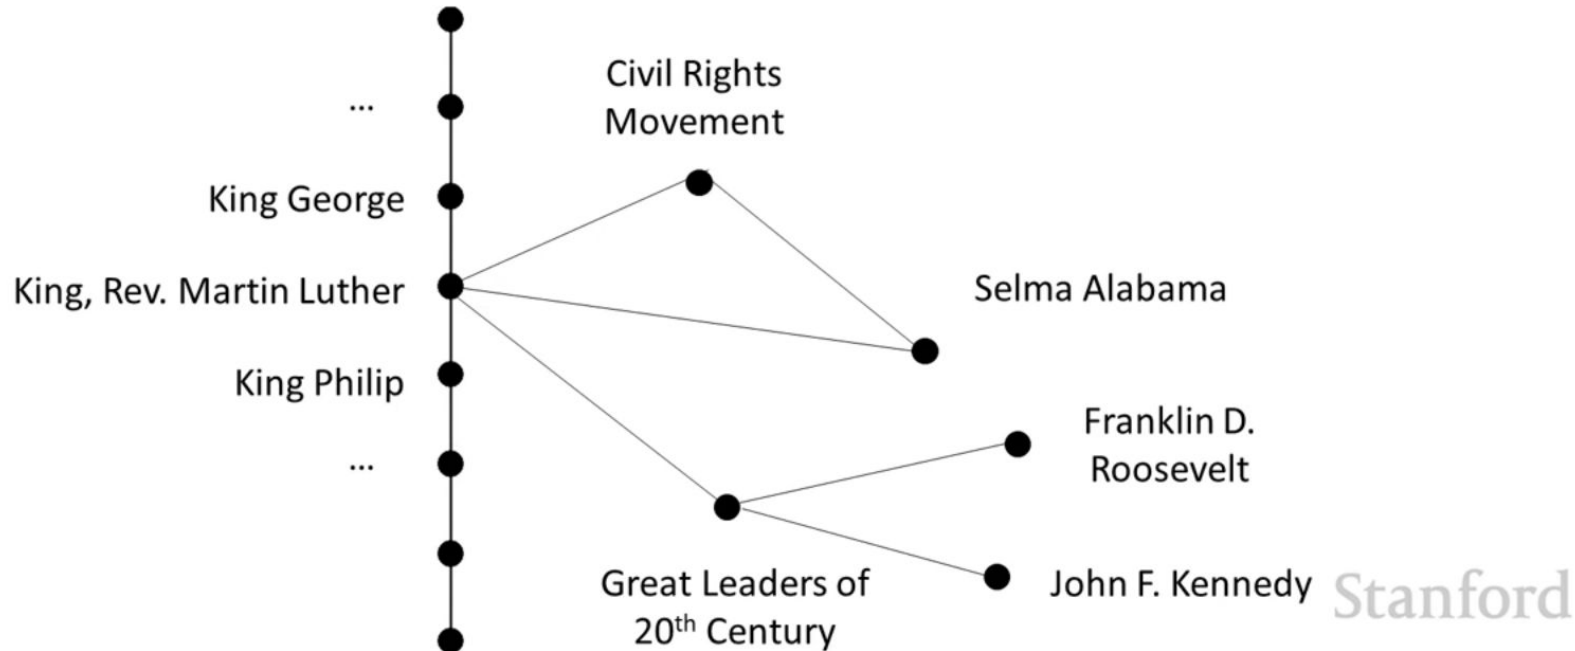 Civil Rights
Movement
...
King George
King, Rev. Martin Luther
Selma Alabama
King Philip
Franklin D.
Roosevelt
...
Great Leaders of
20th Century
John F. Kennedy
Stanford